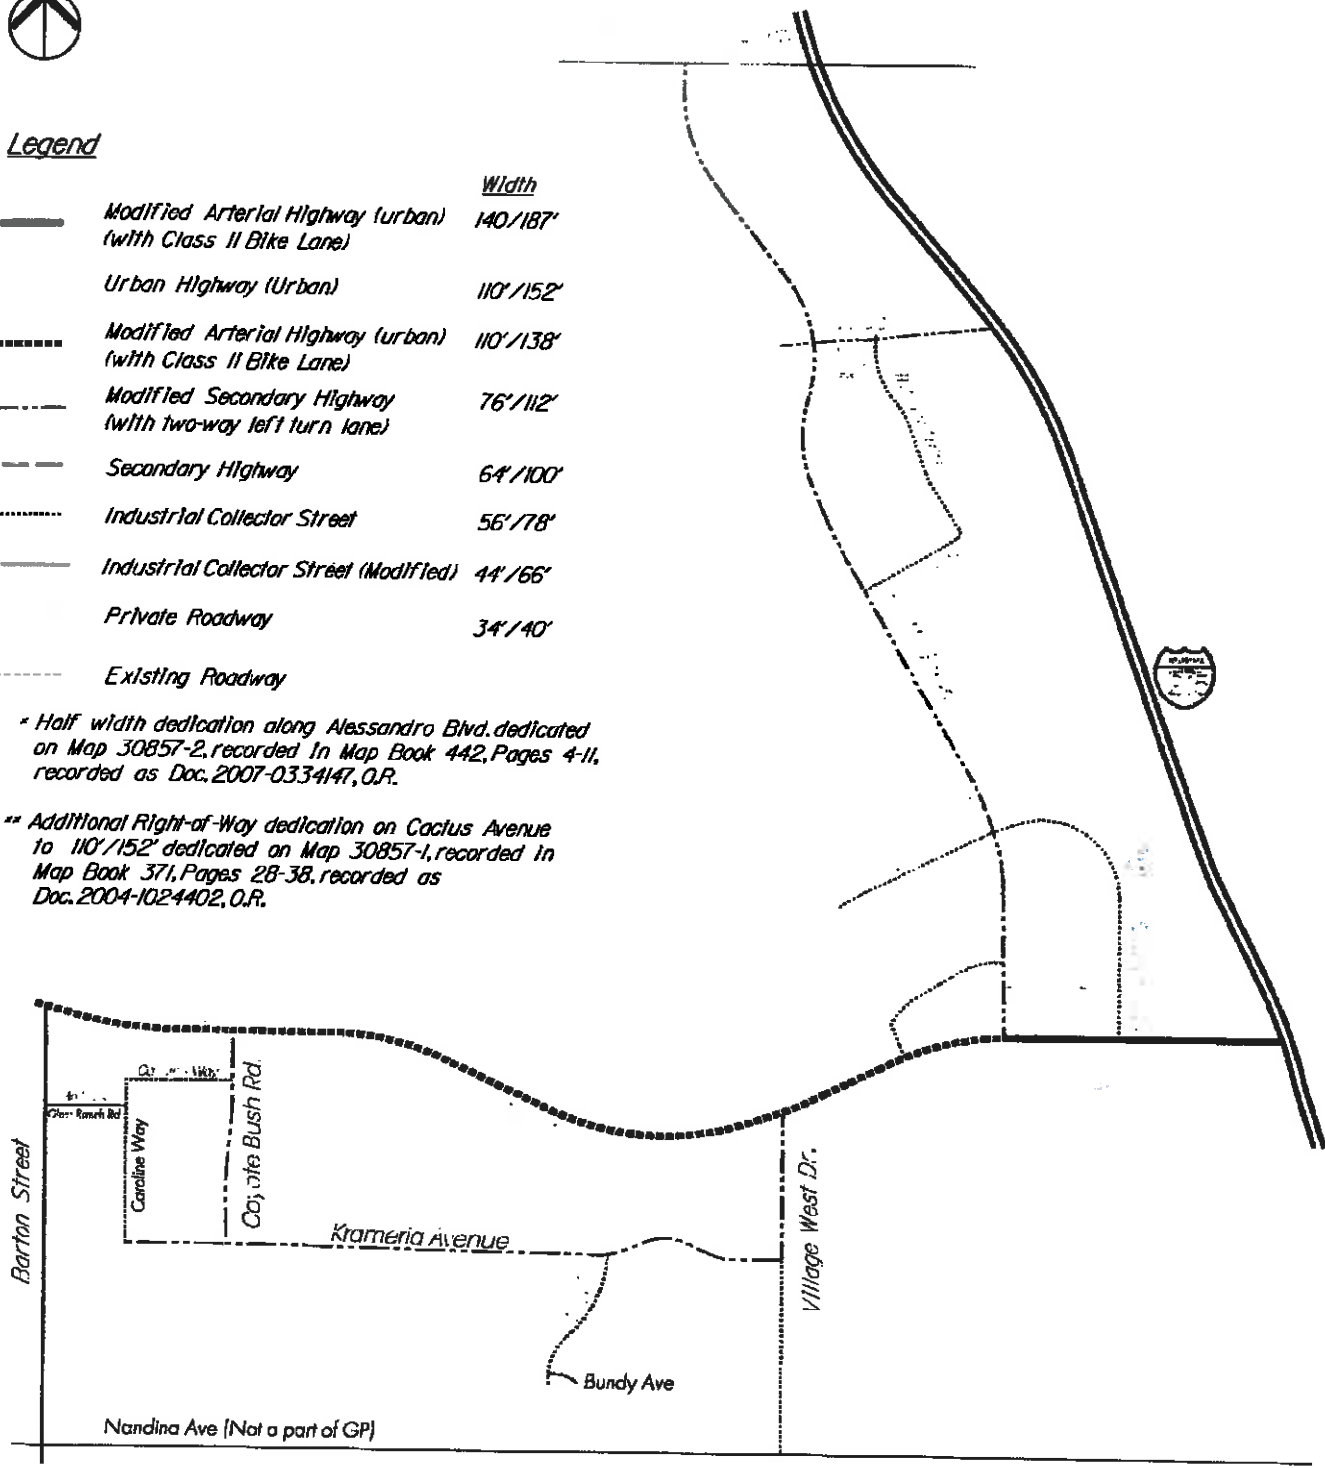 Legend
Width
Modified Arterial Highway (urban) 140/187'
(with Class II Bike Lane)
Urban Highway (Urban) 110'/152'
Modified Arterial Highway (urban) 110'/138'
(with Class II Bike Lane)
Modified Secondary Highway 76'/112'
(with two-way left turn lane)
Secondary Highway 64'/100'
Industrial Collector Street 56'/78'
Industrial Collector Street (Modified) 44'/66'
Private Roadway 34'/40'
Existing Roadway
* Half width dedication along Alessandro Blvd. dedicated
on Map 30857-2, recorded in Map Book 442, Pages 4-11,
recorded as Doc. 2007-0334147, O.R.
** Additional Right-of-Way dedication on Cactus Avenue
to 110'/152' dedicated on Map 30857-1, recorded in
Map Book 371, Pages 28-38, recorded as
Doc. 2004-1024402, O.R.
Way
Ranch Rd
Caroline Way
Bush Rd.
Barton Street
Krameria Avenue
Village West Dr.
Bundy Ave
Nandina Ave (Not a part of GP)